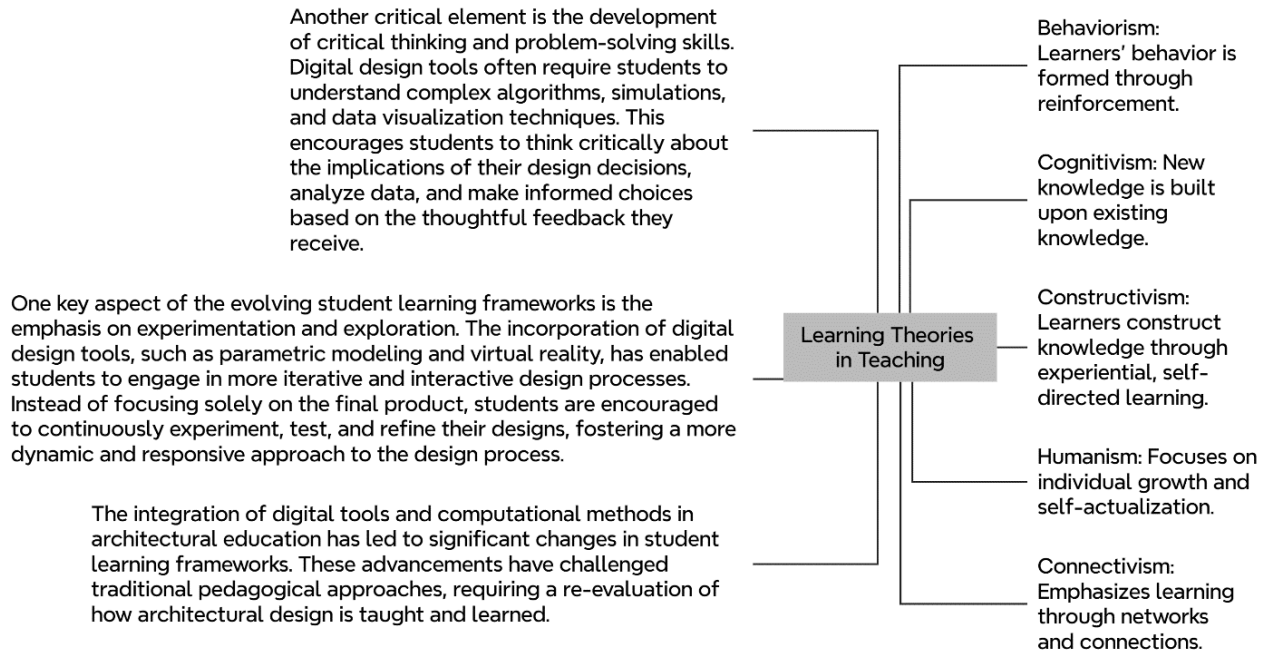 Another critical element is the development
of critical thinking and problem-solving skills.
Digital design tools often require students to
understand complex algorithms, simulations,
and data visualization techniques. This
encourages students to think critically about
the implications of their design decisions,
analyze data, and make informed choices
based on the thoughtful feedback they
receive.
One key aspect of the evolving student learning frameworks is the
emphasis on experimentation and exploration. The incorporation of digital
design tools, such as parametric modeling and virtual reality, has enabled
students to engage in more iterative and interactive design processes.
Instead of focusing solely on the final product, students are encouraged
to continuously experiment, test, and refine their designs, fostering a more
dynamic and responsive approach to the design process.
The integration of digital tools and computational methods in
architectural education has led to significant changes in student
learning frameworks. These advancements have challenged
traditional pedagogical approaches, requiring a re-evaluation of
how architectural design is taught and learned.
Learning Theories
in Teaching
Behaviorism:
Learners’ behavior is
formed through
reinforcement.
Cognitivism: New
knowledge is built
upon existing
knowledge.
Constructivism:
Learners construct
knowledge through
experiential, self-
directed learning.
Humanism: Focuses on
individual growth and
self-actualization.
Connectivism:
Emphasizes learning
through networks
and connections.